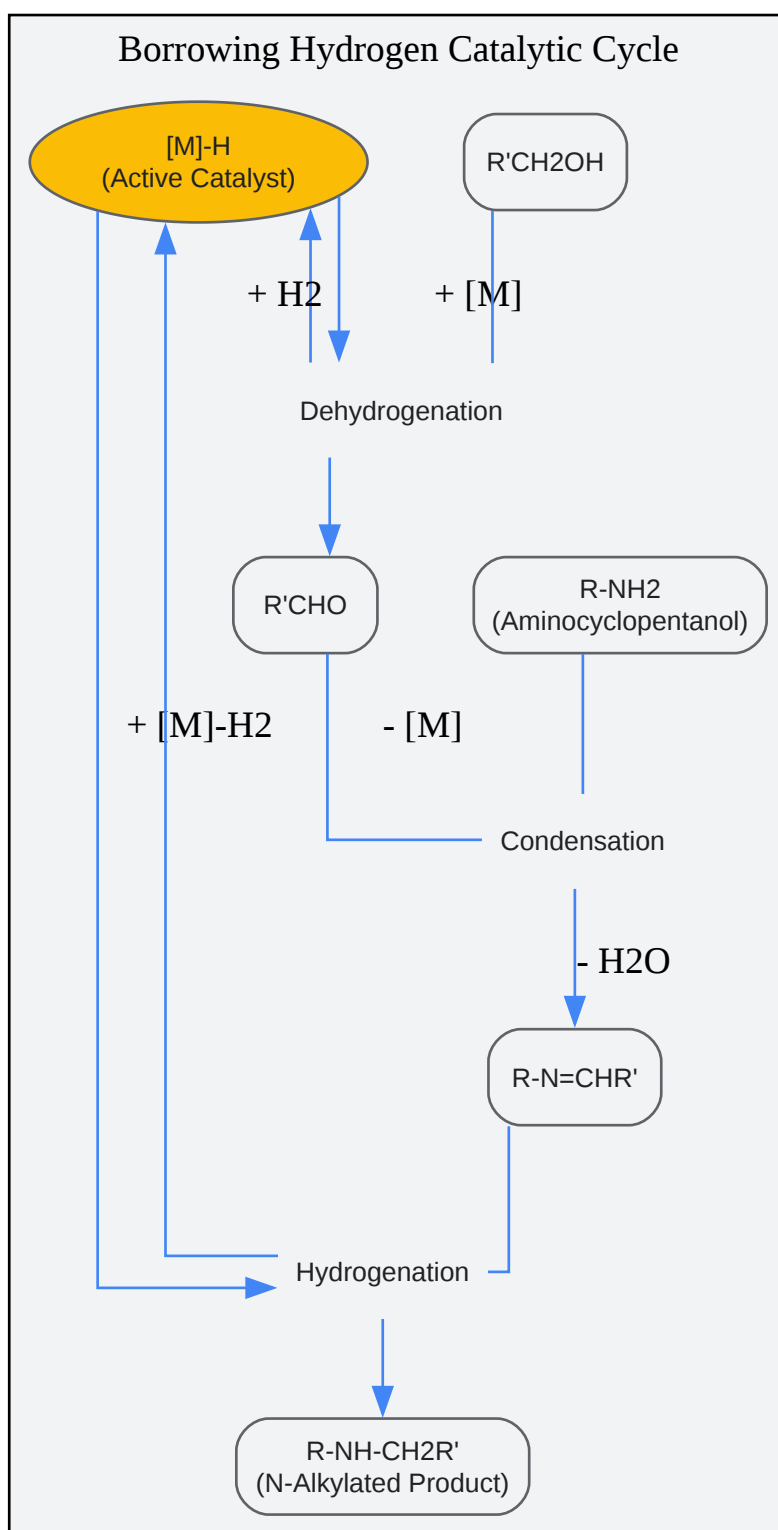 Borrowing Hydrogen Catalytic Cycle
[M]-H
(Active Catalyst)
R'CH2OH
+ H2
+ [M]
Dehydrogenation
R'CHO
R-NH2
(Aminocyclopentanol)
+ [M]-H2
- [M]
Condensation
- H2O
R-N=CHR'
Hydrogenation
R-NH-CH2R'
(N-Alkylated Product)